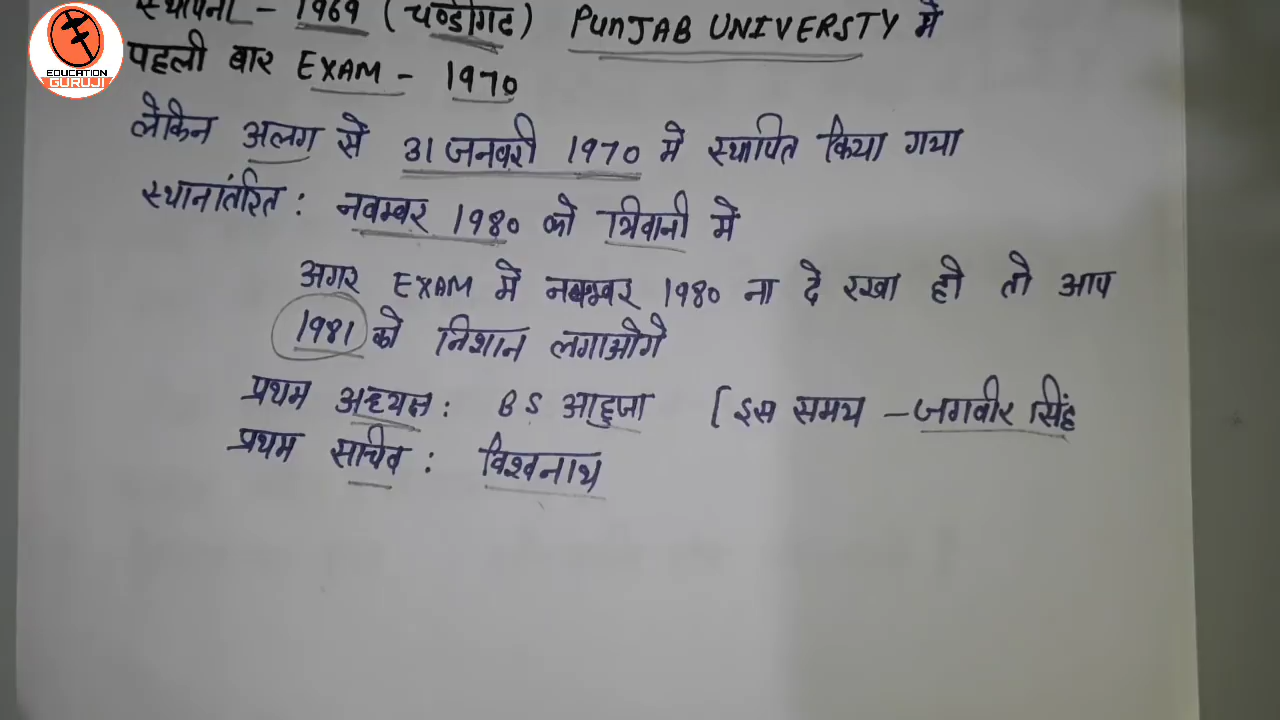 स्थापना - 1969 (चण्डीगढ) PUNJAB UNIVERSTY में
पहली बार EXAM - 1970
लेकिन अलग से 31 जनवरी 1970 में स्थापित किया गया
स्थानांतरित : नवम्बर 1980 को भिवानी में
अगर EXAM में नवम्बर 1980 ना दे रखा हो तो आप
1981 को निशान लगाओगे
प्रथम अध्यक्ष : B S आहुजा [इस समय - जगबीर सिंह
प्रथम सचिव : विश्वनाथ
EDUCATION
GURUJI